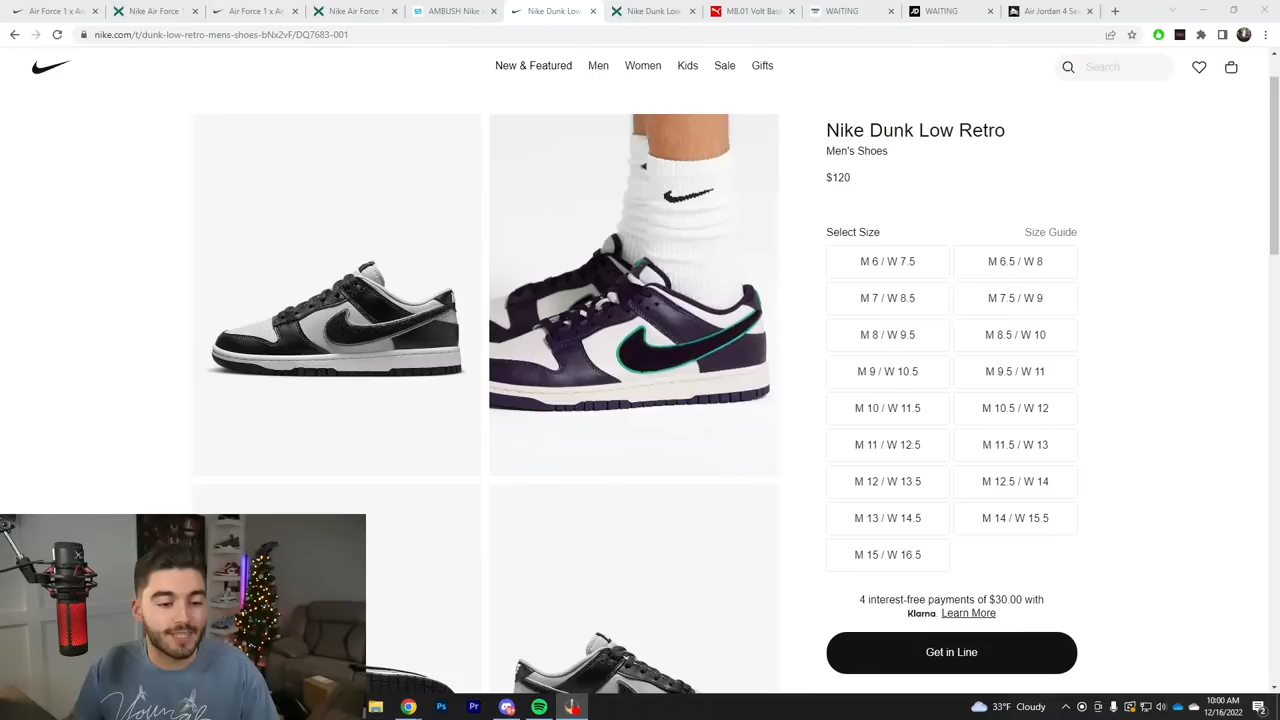 Air Force 1 x Am
Nike Air Force
Air Force 1 x Am
Nike Air Force
AMBUSH Nike
Nike Dunk Low
Nike Dunk Low
MB.01 Volt Bas
WAITING
WAITING
Air Jordan 4 Se
nike.com/t/dunk-low-retro-mens-shoes-bNx2vF/DQ7683-001
New & Featured
Men
Women
Kids
Sale
Gifts
Search
Nike Dunk Low Retro
Men's Shoes
$120
Select Size
Size Guide
M 6 / W 7.5
M 6.5 / W 8
M 7 / W 8.5
M 7.5 / W 9
M 8 / W 9.5
M 8.5 / W 10
M 9 / W 10.5
M 9.5 / W 11
M 10 / W 11.5
M 10.5 / W 12
M 11 / W 12.5
M 11.5 / W 13
M 12 / W 13.5
M 12.5 / W 14
M 13 / W 14.5
M 14 / W 15.5
M 15 / W 16.5
4 interest-free payments of $30.00 with
Klarna. Learn More
Get in Line
Ps
Pr
33°F Cloudy
10:00 AM
12/16/2022